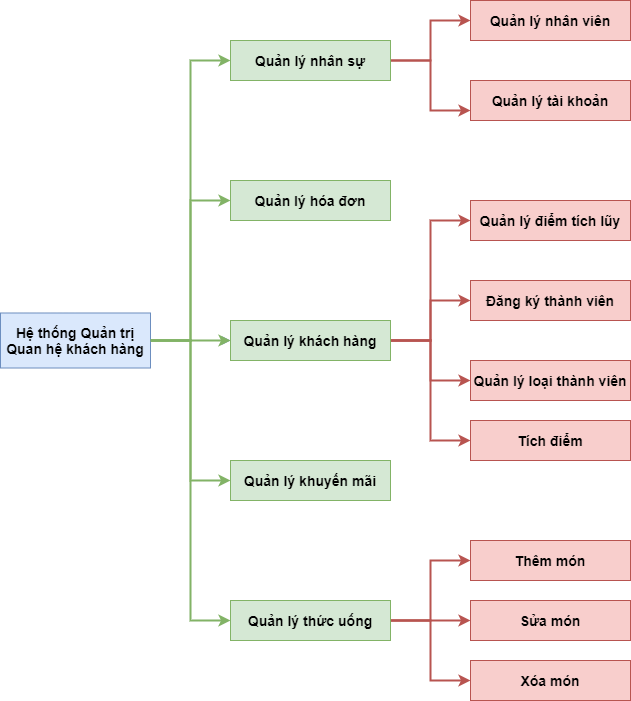 Hệ thống Quản trị
Quan hệ khách hàng
Quản lý nhân sự
Quản lý nhân viên
Quản lý tài khoản
Quản lý hóa đơn
Quản lý khách hàng
Quản lý điểm tích lũy
Đăng ký thành viên
Quản lý loại thành viên
Tích điểm
Quản lý khuyến mãi
Quản lý thức uống
Thêm món
Sửa món
Xóa món